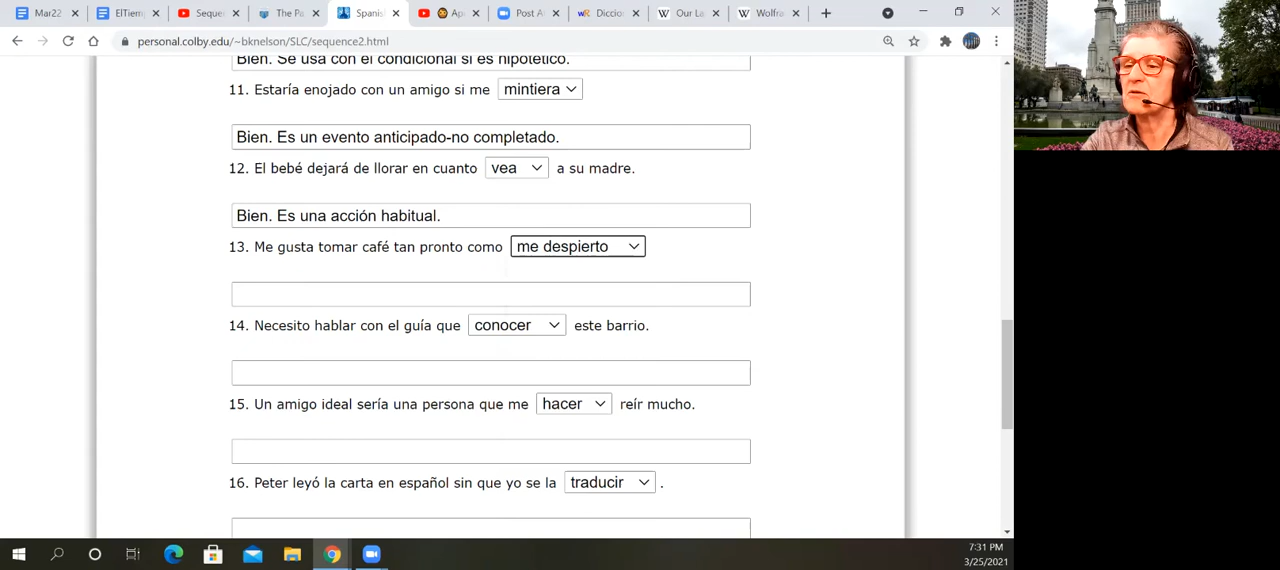 Mar22
ElTiem
Seque
The Pa
Spanis
Ap
Post A
Diccio
Our La
Wolfra
personal.colby.edu/~bknelson/SLC/sequence2.html
Bien. Se usa con el condicional si es hipotético.
11. Estaría enojado con un amigo si me mintiera
Bien. Es un evento anticipado-no completado.
12. El bebé dejará de llorar en cuanto vea a su madre.
Bien. Es una acción habitual.
13. Me gusta tomar café tan pronto como me despierto
14. Necesito hablar con el guía que conocer este barrio.
15. Un amigo ideal sería una persona que me hacer reír mucho.
16. Peter leyó la carta en español sin que yo se la traducir .
7:31 PM
3/25/2021